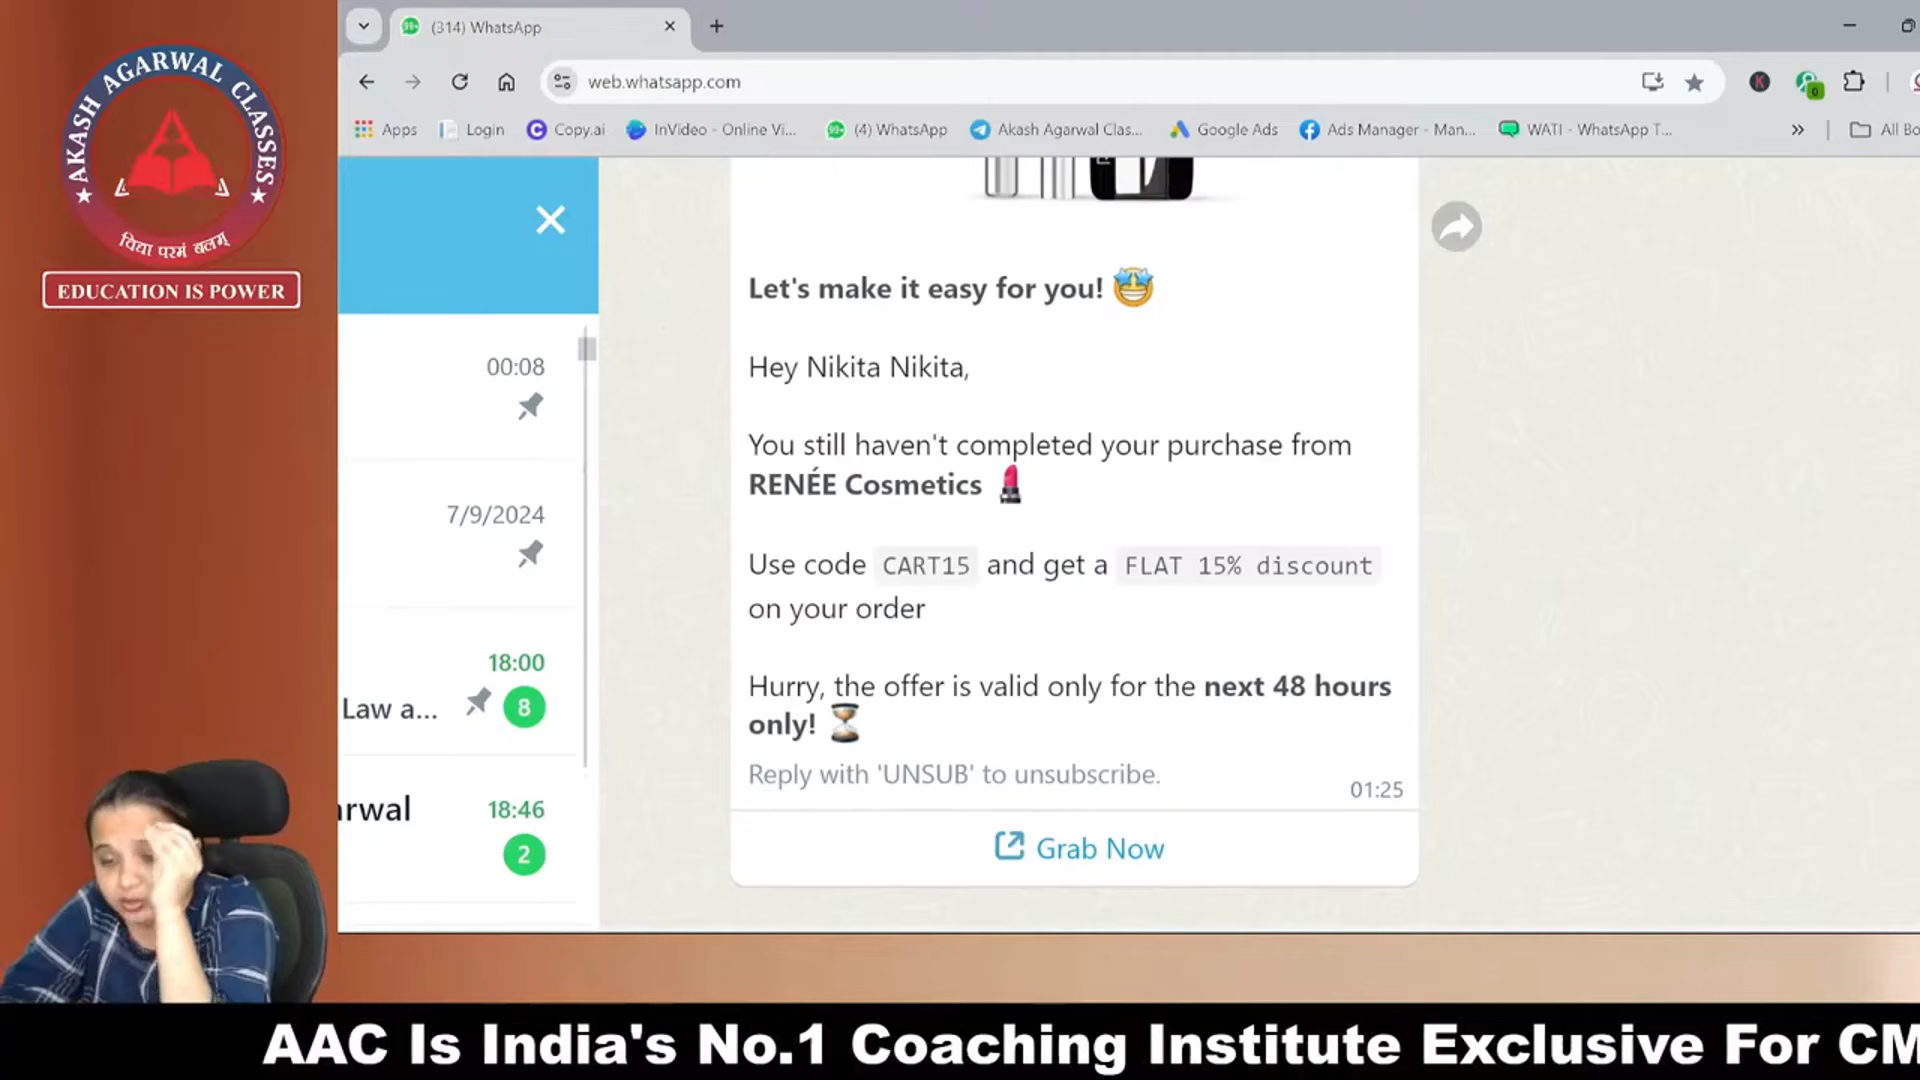 AKASH AGARWAL CLASSES
विद्या परमं बलम्
EDUCATION IS POWER
(314) WhatsApp
web.whatsapp.com
Apps Login Copy.ai InVideo - Online Vi... (4) WhatsApp Akash Agarwal Clas... Google Ads Ads Manager - Man... WATI - WhatsApp T... » All Bo
00:08
7/9/2024
18:00
Law a... 8
arwal 18:46
2
Let's make it easy for you! 🤩
Hey Nikita Nikita,
You still haven't completed your purchase from
RENÉE Cosmetics 💄
Use code CART15 and get a FLAT 15% discount
on your order
Hurry, the offer is valid only for the next 48 hours
only! ⏳
Reply with 'UNSUB' to unsubscribe.
01:25
Grab Now
AAC Is India's No.1 Coaching Institute Exclusive For CM